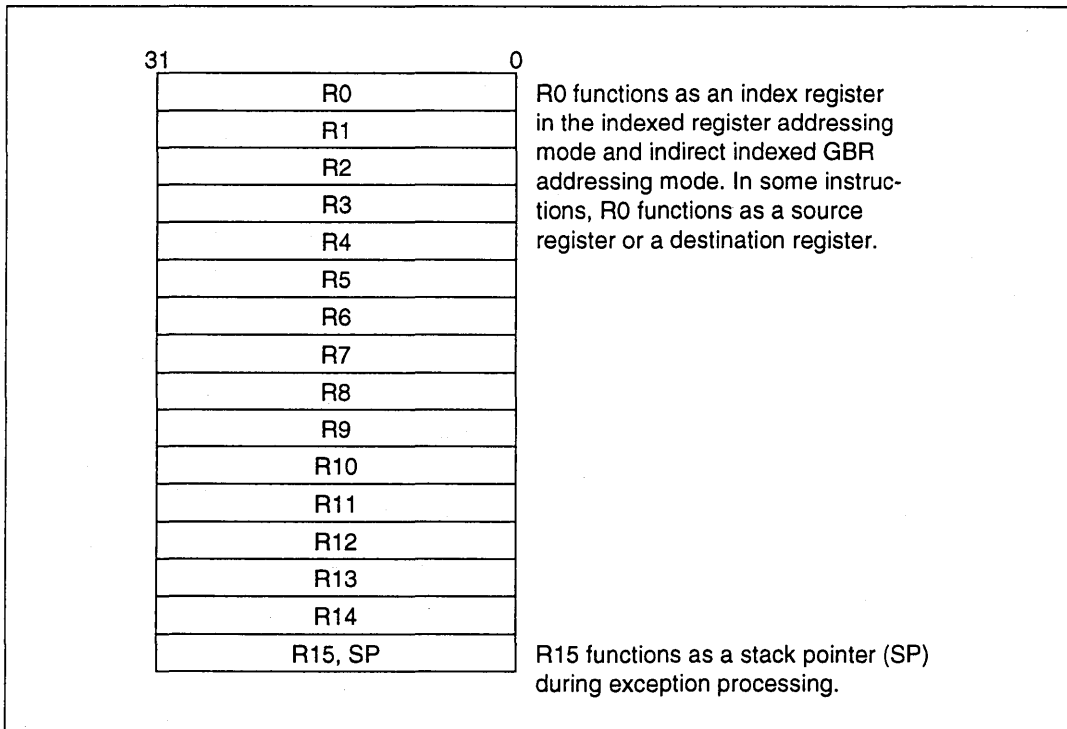 31 0
R0
R1
R2
R3
R4
R5
R6
R7
R8
R9
R10
R11
R12
R13
R14
R15, SP
R0 functions as an index register
in the indexed register addressing
mode and indirect indexed GBR
addressing mode. In some instruc-
tions, R0 functions as a source
register or a destination register.
R15 functions as a stack pointer (SP)
during exception processing.